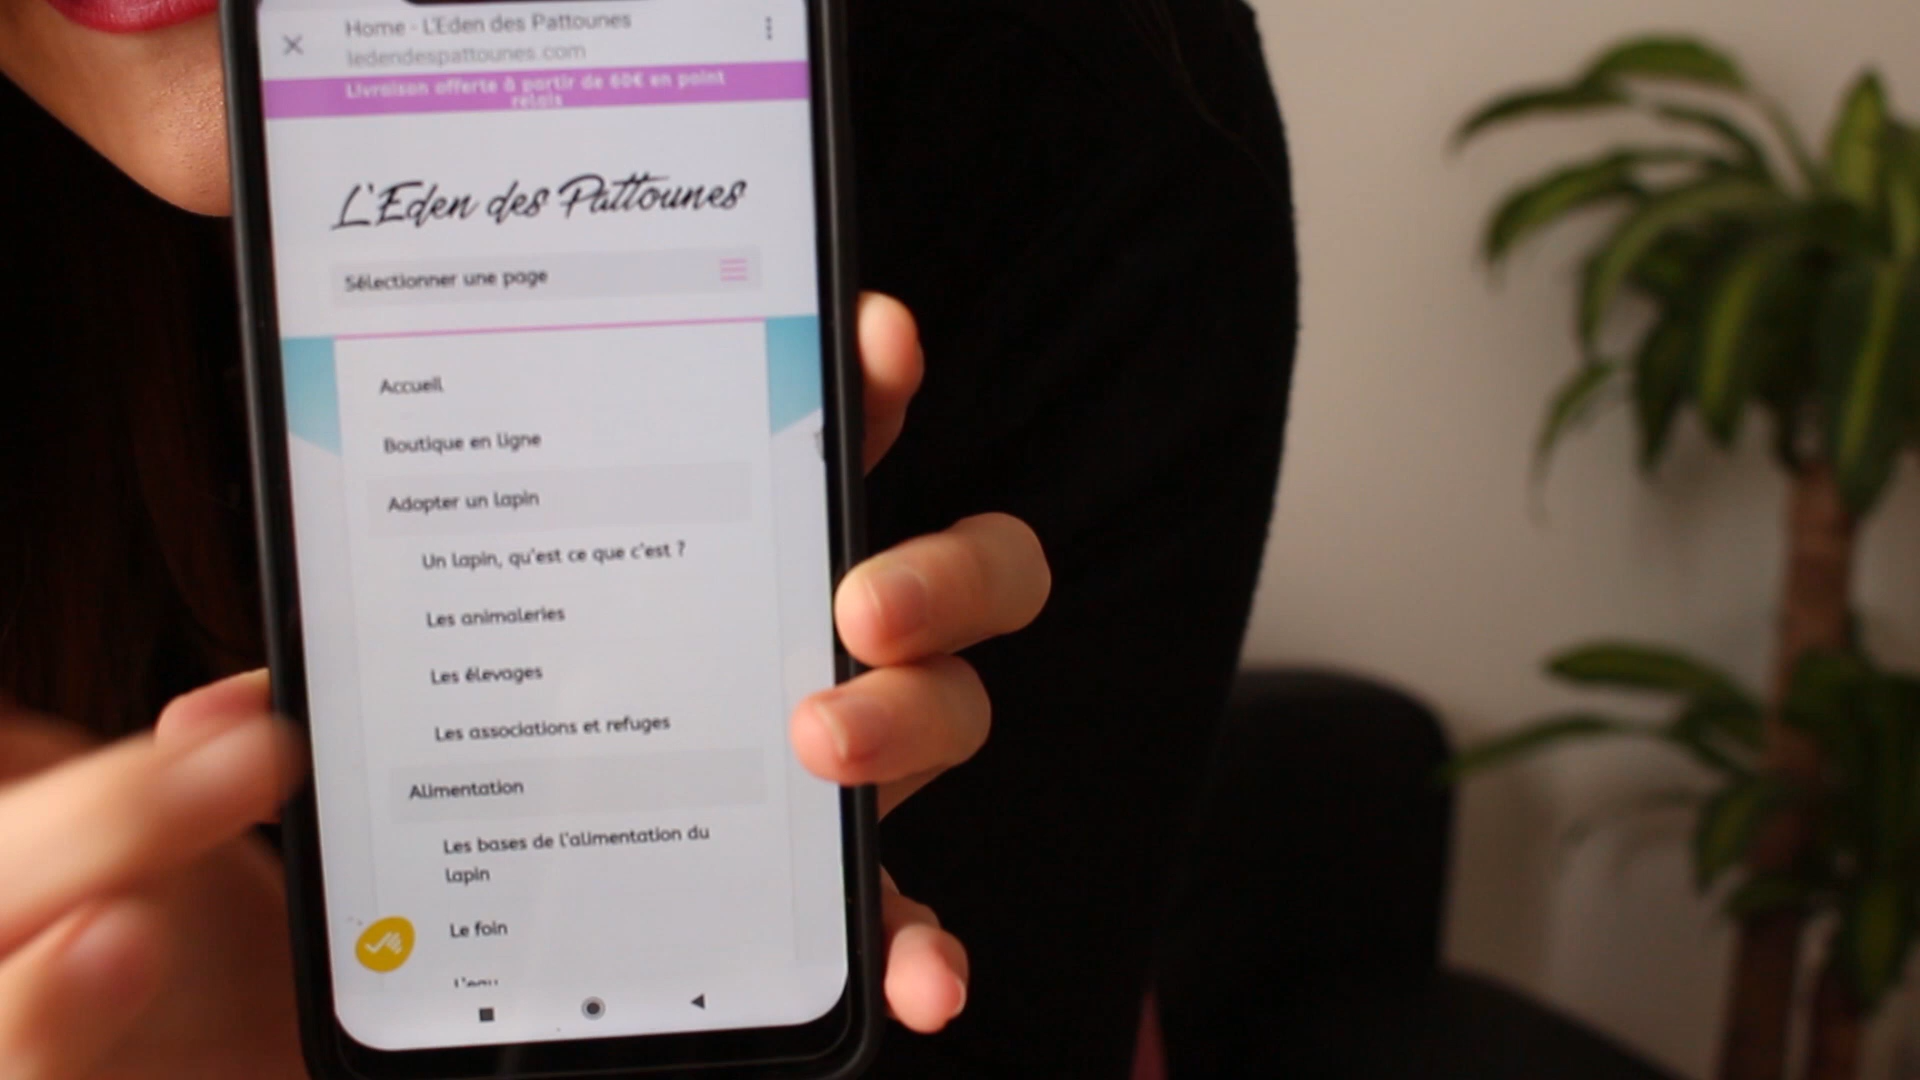 Home - L'Eden des Pattounes
ledendespattounes.com
Livraison offerte à partir de 60€ en point
relais
L'Eden des Pattounes
Sélectionner une page
Accueil
Boutique en ligne
Adopter un lapin
Un lapin, qu'est ce que c'est ?
Les animaleries
Les élevages
Les associations et refuges
Alimentation
Les bases de l'alimentation du
lapin
Le foin
L'eau